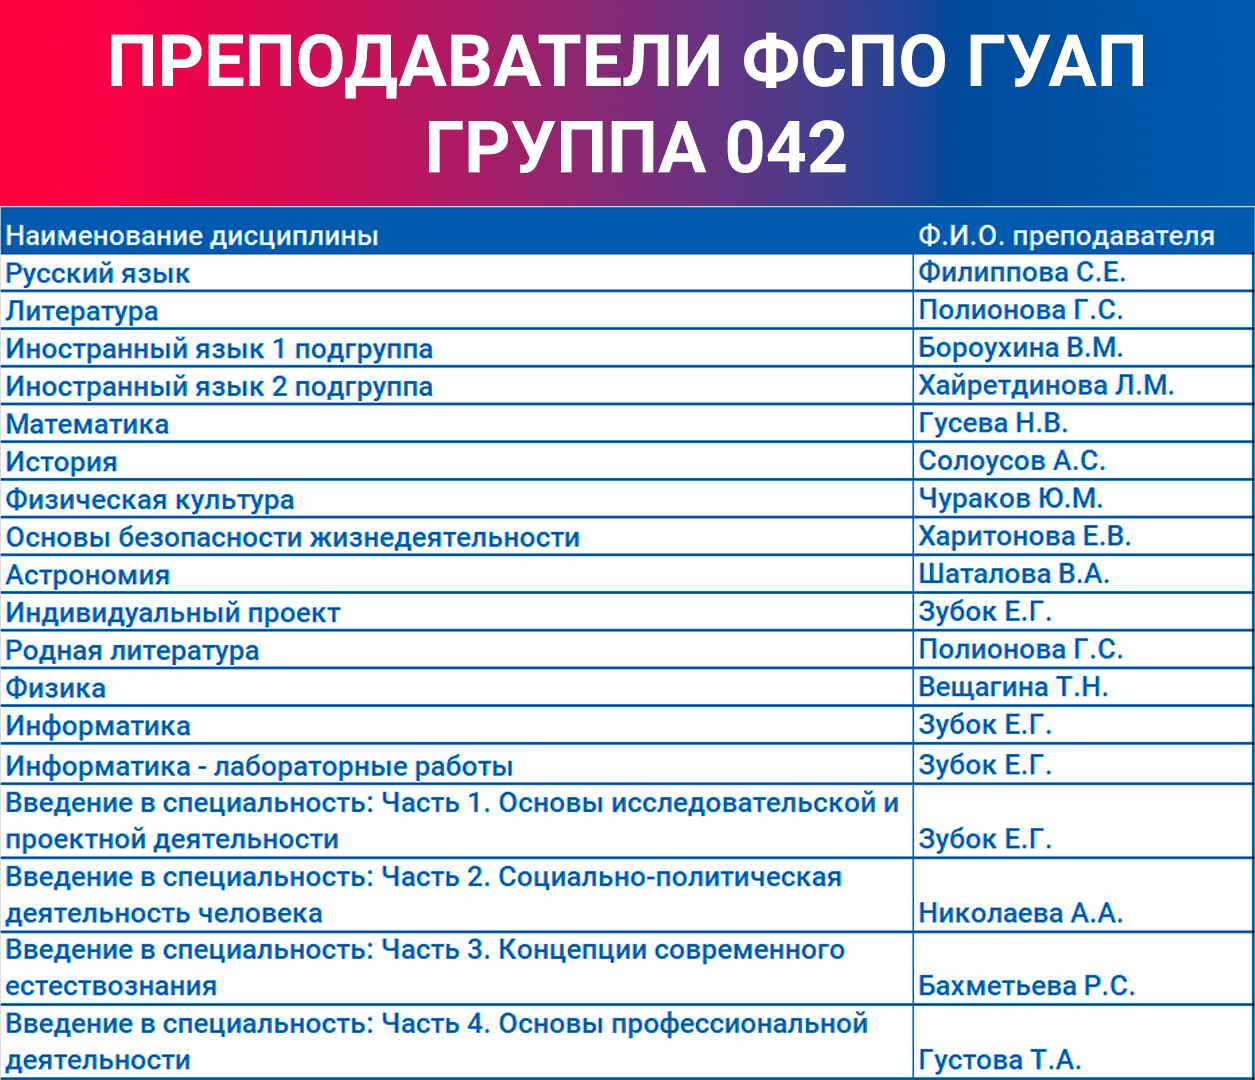 ПРЕПОДАВАТЕЛИ ФСПО ГУАП
ГРУППА 042
Наименование дисциплины Ф.И.О. преподавателя
Русский язык Филиппова С.Е.
Литература Полионова Г.С.
Иностранный язык 1 подгруппа Бороухина В.М.
Иностранный язык 2 подгруппа Хайретдинова Л.М.
Математика Гусева Н.В.
История Солоусов А.С.
Физическая культура Чураков Ю.М.
Основы безопасности жизнедеятельности Харитонова Е.В.
Астрономия Шаталова В.А.
Индивидуальный проект Зубок Е.Г.
Родная литература Полионова Г.С.
Физика Вещагина Т.Н.
Информатика Зубок Е.Г.
Информатика - лабораторные работы Зубок Е.Г.
Введение в специальность: Часть 1. Основы исследовательской и
проектной деятельности Зубок Е.Г.
Введение в специальность: Часть 2. Социально-политическая
деятельность человека Николаева А.А.
Введение в специальность: Часть 3. Концепции современного
естествознания Бахметьева Р.С.
Введение в специальность: Часть 4. Основы профессиональной
деятельности Густова Т.А.